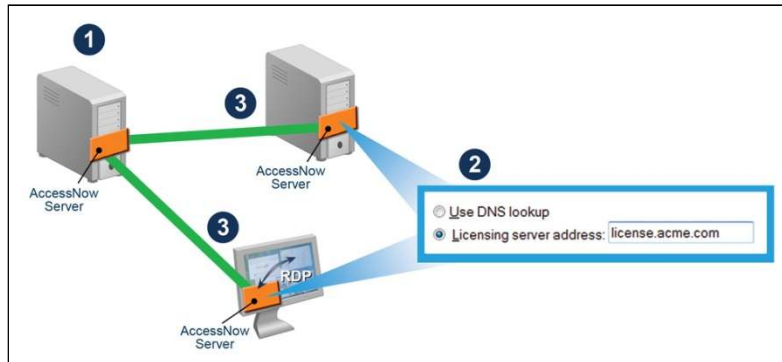 1
3
AccessNow
Server
AccessNow
Server
2
Use DNS lookup
Licensing server address: license.acme.com
3
RDP
AccessNow
Server